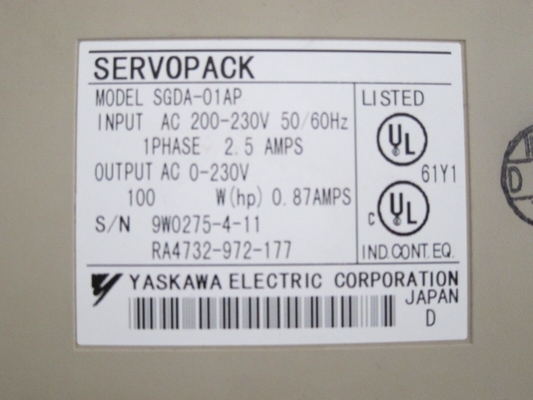 SERVOPACK
MODEL SGDA-01AP
INPUT AC 200-230V 50/60Hz
1PHASE 2.5 AMPS
OUTPUT AC 0-230V
100 W(hp) 0.87AMPS
S/N 9W0275-4-11
RA4732-972-177
LISTED
UL
61Y1
c UL
IND.CONT.EQ.
YASKAWA ELECTRIC CORPORATION
JAPAN
D
D